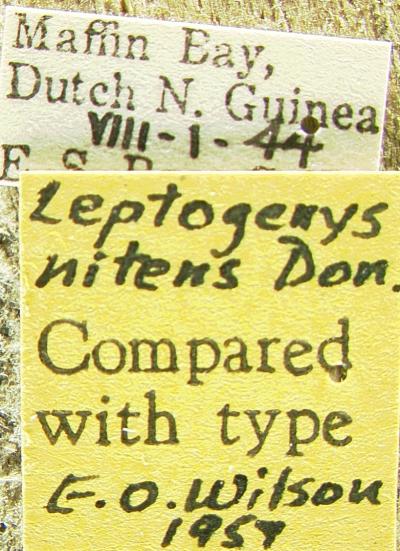 Maffin Bay,
Dutch N. Guinea
VIII-1-44
E. S.
Leptogenys
nitens Don.
Compared
with type
E.O. Wilson
1957